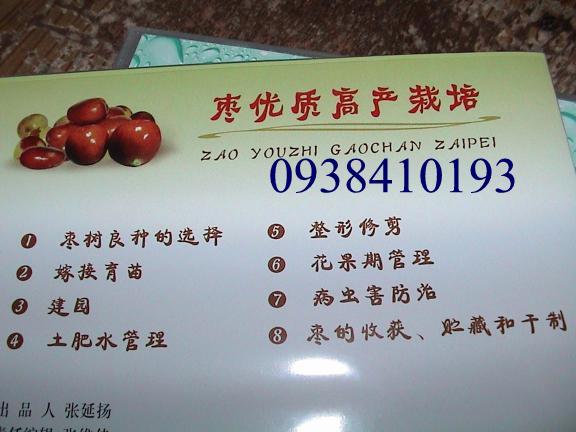 枣优质高产栽培
ZAO YOUZHI GAOCHAN ZAIPEI
0938410193
1 枣树良种的选择
2 嫁接育苗
3 建园
4 土肥水管理
5 整形修剪
6 花果期管理
7 病虫害防治
8 枣的收获、贮藏和干制
出 品 人 张延扬